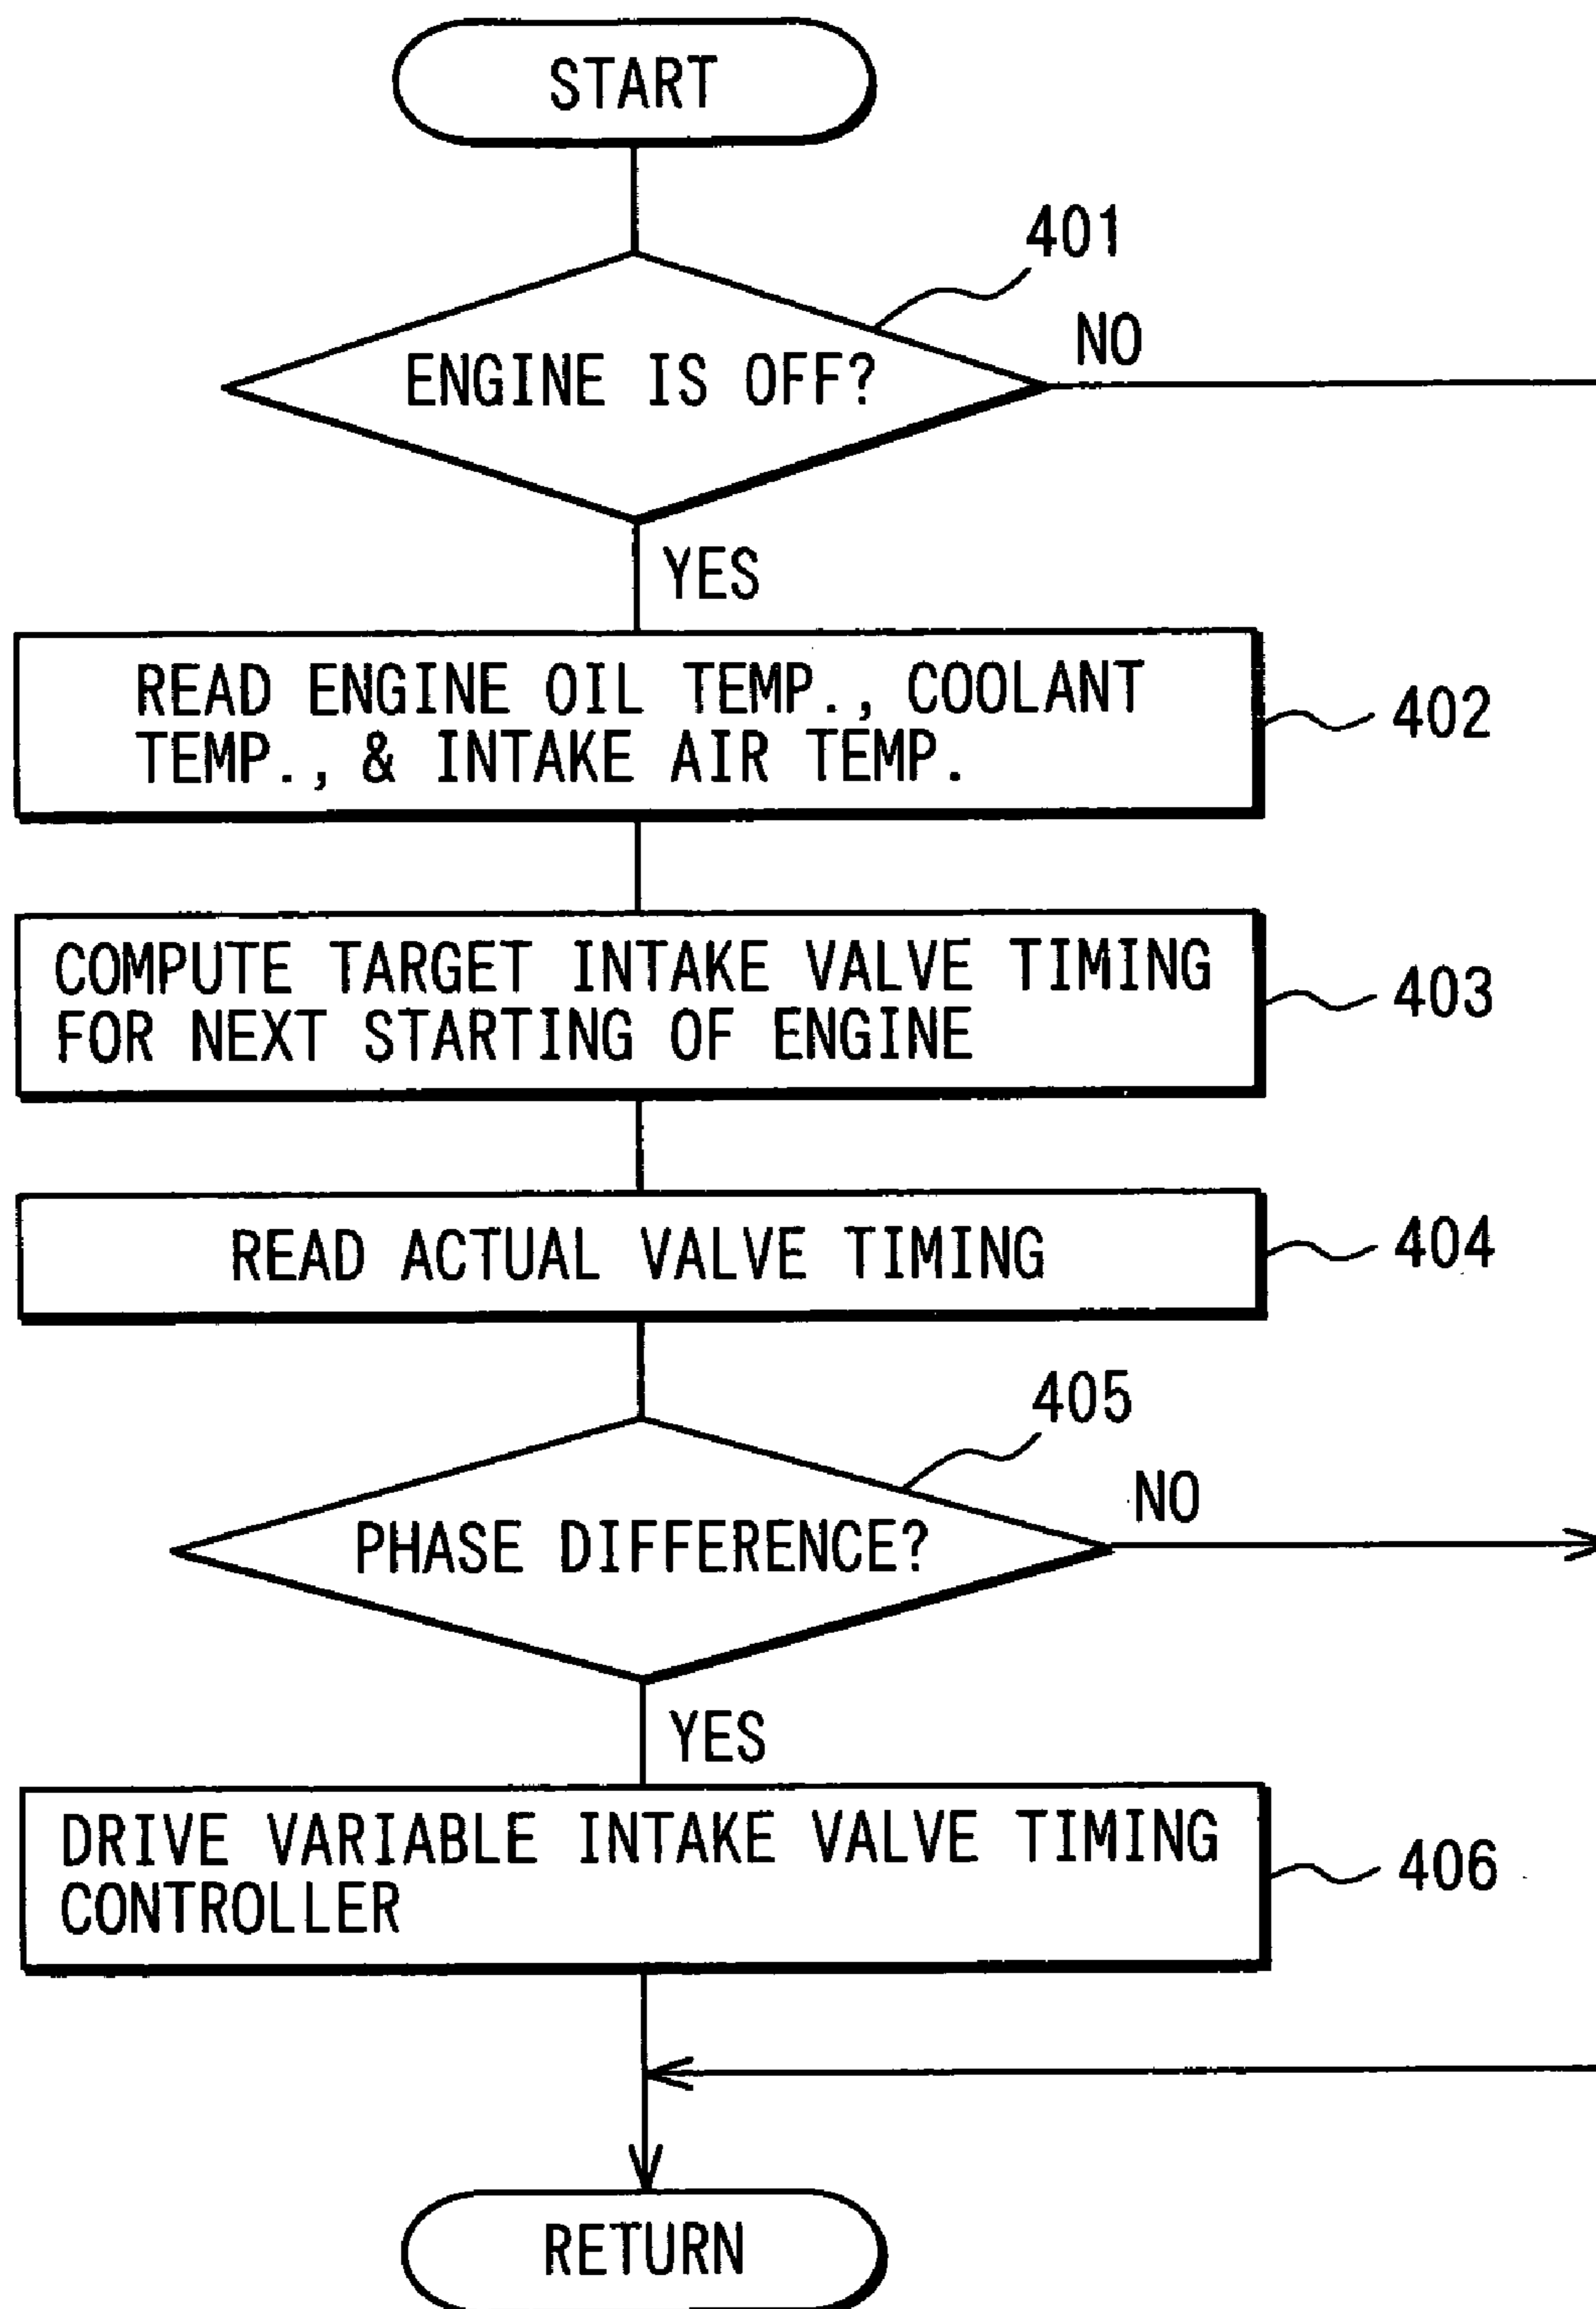 START
401
ENGINE IS OFF?
NO
YES
READ ENGINE OIL TEMP., COOLANT
TEMP., & INTAKE AIR TEMP.
402
COMPUTE TARGET INTAKE VALVE TIMING
FOR NEXT STARTING OF ENGINE
403
READ ACTUAL VALVE TIMING
404
405
PHASE DIFFERENCE?
NO
YES
DRIVE VARIABLE INTAKE VALVE TIMING
CONTROLLER
406
RETURN